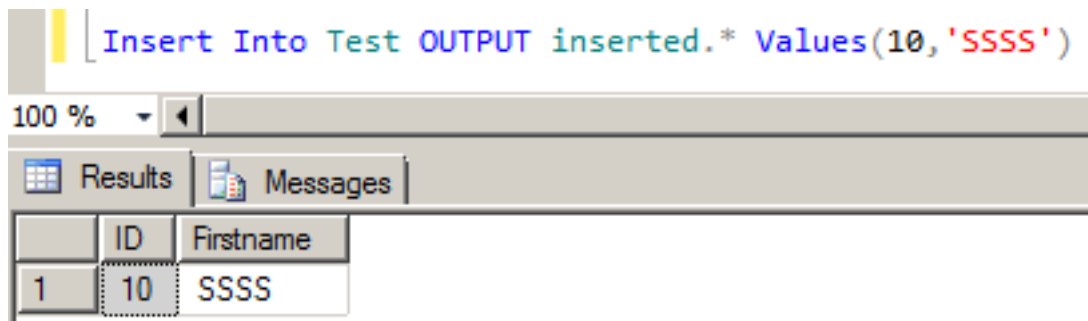 Insert Into Test OUTPUT inserted.* Values(10,'SSSS')
100 %
Results Messages
ID Firstname
1 10 SSSS